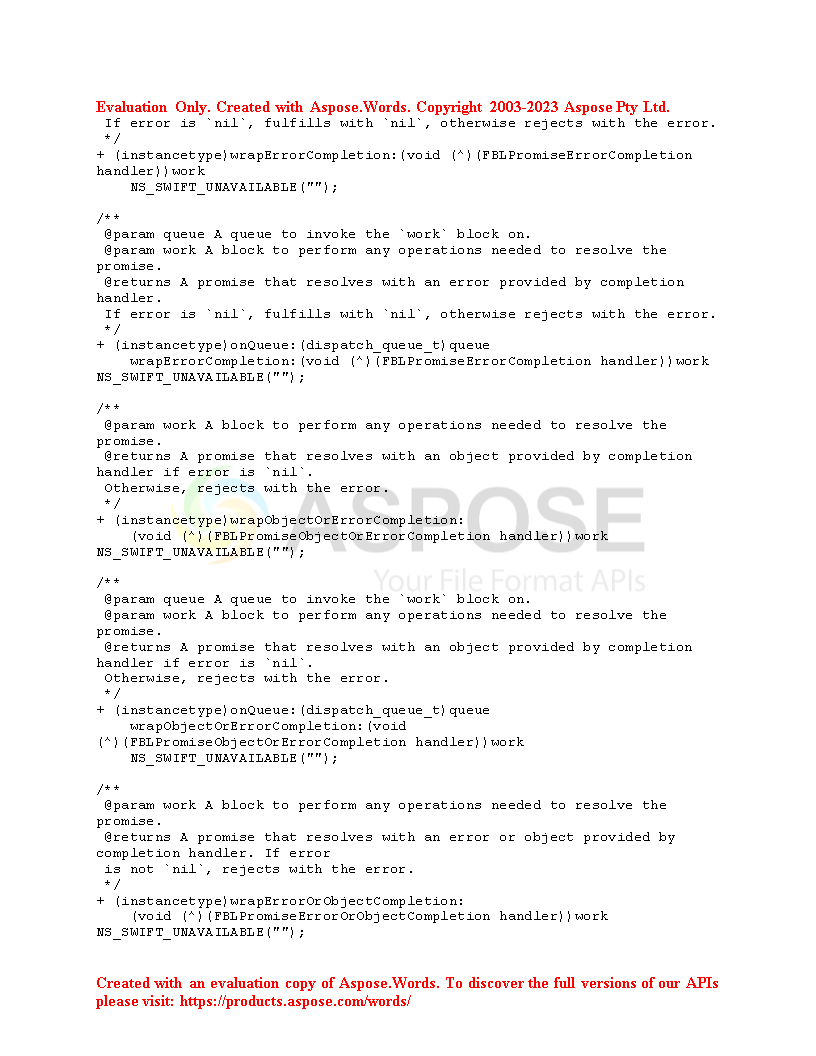 Evaluation Only. Created with Aspose.Words. Copyright 2003-2023 Aspose Pty Ltd.
 If error is `nil`, fulfills with `nil`, otherwise rejects with the error.
 */
+ (instancetype)wrapErrorCompletion:(void (^)(FBLPromiseErrorCompletion
handler))work
    NS_SWIFT_UNAVAILABLE("");

/**
 @param queue A queue to invoke the `work` block on.
 @param work A block to perform any operations needed to resolve the
promise.
 @returns A promise that resolves with an error provided by completion
handler.
 If error is `nil`, fulfills with `nil`, otherwise rejects with the error.
 */
+ (instancetype)onQueue:(dispatch_queue_t)queue
    wrapErrorCompletion:(void (^)(FBLPromiseErrorCompletion handler))work
NS_SWIFT_UNAVAILABLE("");

/**
 @param work A block to perform any operations needed to resolve the
promise.
 @returns A promise that resolves with an object provided by completion
handler if error is `nil`.
 Otherwise, rejects with the error.
 */
+ (instancetype)wrapObjectOrErrorCompletion:
    (void (^)(FBLPromiseObjectOrErrorCompletion handler))work
NS_SWIFT_UNAVAILABLE("");
ASPOSE
Your File Format APIs

/**
 @param queue A queue to invoke the `work` block on.
 @param work A block to perform any operations needed to resolve the
promise.
 @returns A promise that resolves with an object provided by completion
handler if error is `nil`.
 Otherwise, rejects with the error.
 */
+ (instancetype)onQueue:(dispatch_queue_t)queue
    wrapObjectOrErrorCompletion:(void
(^)(FBLPromiseObjectOrErrorCompletion handler))work
    NS_SWIFT_UNAVAILABLE("");

/**
 @param work A block to perform any operations needed to resolve the
promise.
 @returns A promise that resolves with an error or object provided by
completion handler. If error
 is not `nil`, rejects with the error.
 */
+ (instancetype)wrapErrorOrObjectCompletion:
    (void (^)(FBLPromiseErrorOrObjectCompletion handler))work
NS_SWIFT_UNAVAILABLE("");

Created with an evaluation copy of Aspose.Words. To discover the full versions of our APIs
please visit: https://products.aspose.com/words/